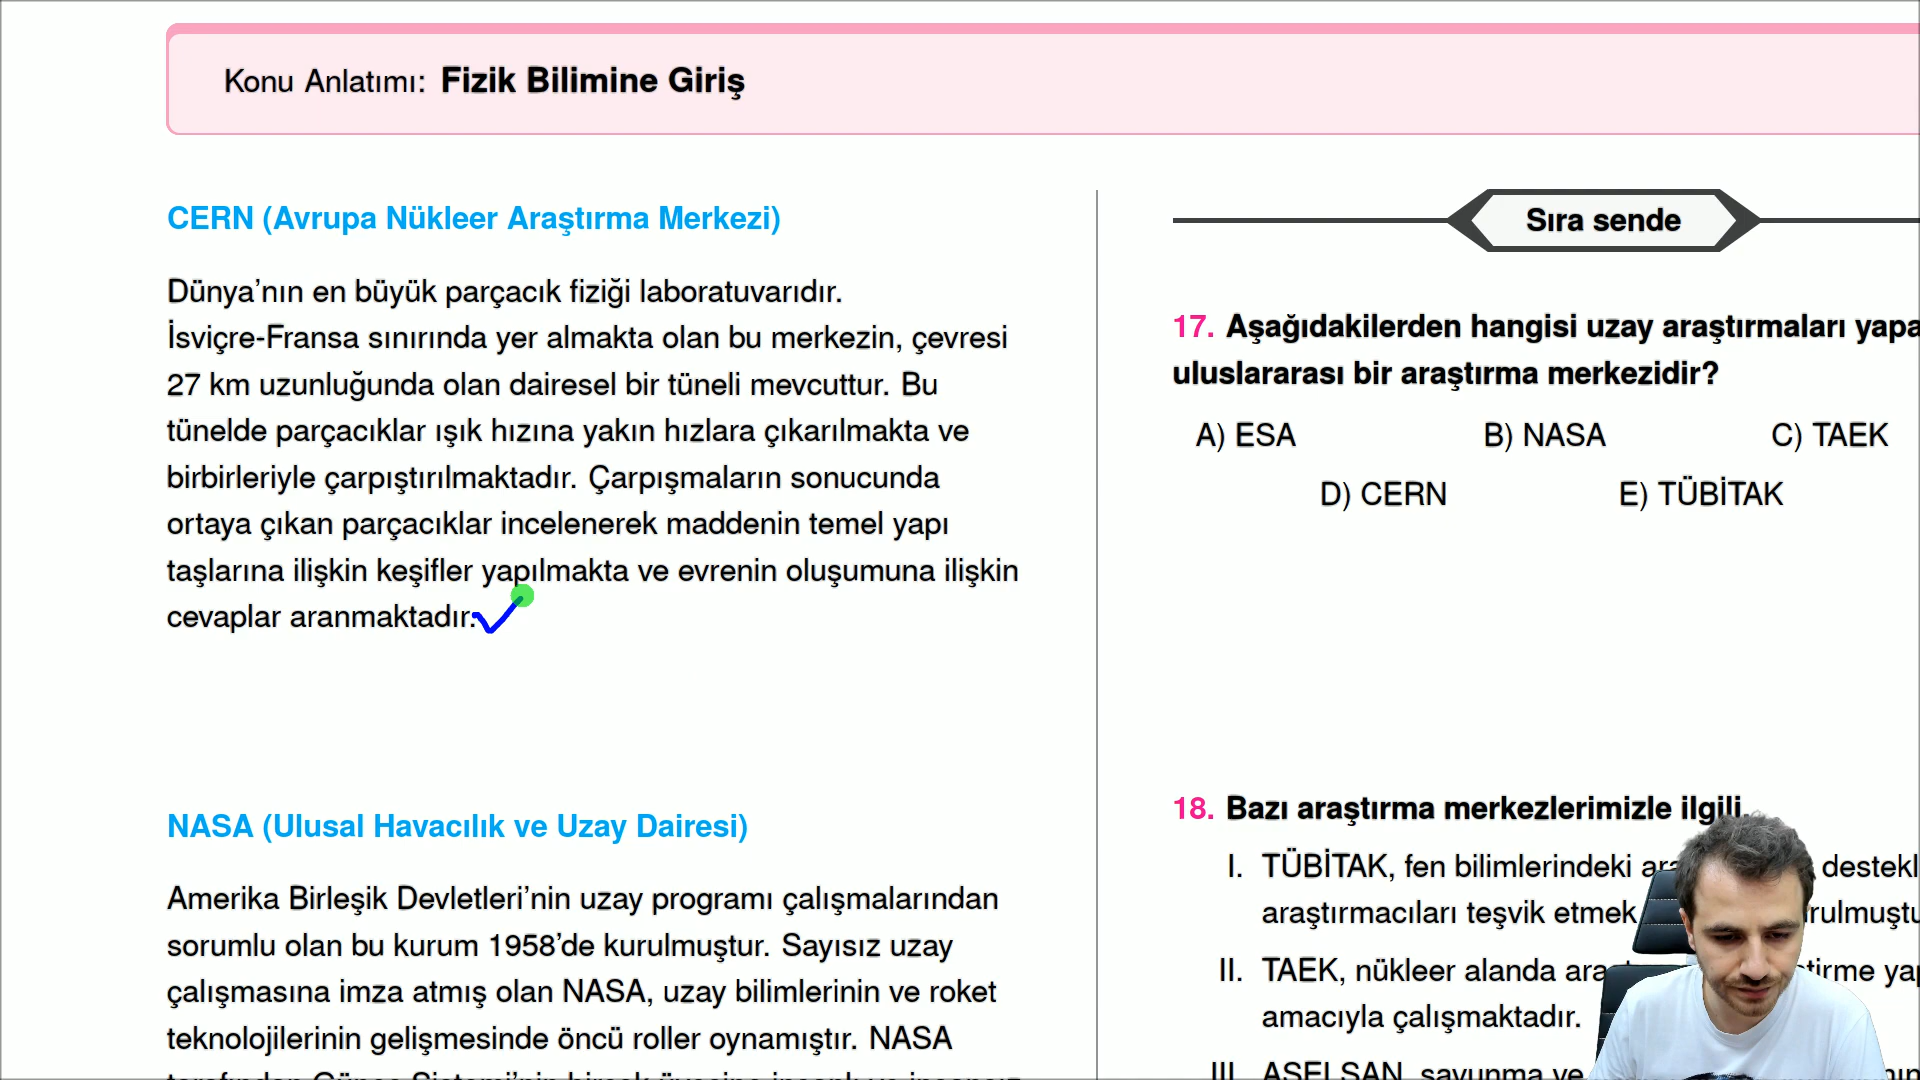 Konu Anlatımı: Fizik Bilimine Giriş
CERN (Avrupa Nükleer Araştırma Merkezi)
Dünya’nın en büyük parçacık fiziği laboratuvarıdır.
İsviçre-Fransa sınırında yer almakta olan bu merkezin, çevresi
27 km uzunluğunda olan dairesel bir tüneli mevcuttur. Bu
tünelde parçacıklar ışık hızına yakın hızlara çıkarılmakta ve
birbirleriyle çarpıştırılmaktadır. Çarpışmaların sonucunda
ortaya çıkan parçacıklar incelenerek maddenin temel yapı
taşlarına ilişkin keşifler yapılmakta ve evrenin oluşumuna ilişkin
cevaplar aranmaktadır.
NASA (Ulusal Havacılık ve Uzay Dairesi)
Amerika Birleşik Devletleri’nin uzay programı çalışmalarından
sorumlu olan bu kurum 1958’de kurulmuştur. Sayısız uzay
çalışmasına imza atmış olan NASA, uzay bilimlerinin ve roket
teknolojilerinin gelişmesinde öncü roller oynamıştır. NASA
Sıra sende
17. Aşağıdakilerden hangisi uzay araştırmaları yapa
uluslararası bir araştırma merkezidir?
A) ESA B) NASA C) TAEK
D) CERN E) TÜBİTAK
18. Bazı araştırma merkezlerimizle ilgili,
I. TÜBİTAK, fen bilimlerindeki destekl
araştırmacıları teşvik etmek
II. TAEK, nükleer alanda
amacıyla çalışmaktadır.
III. ASELSAN, savunma ve